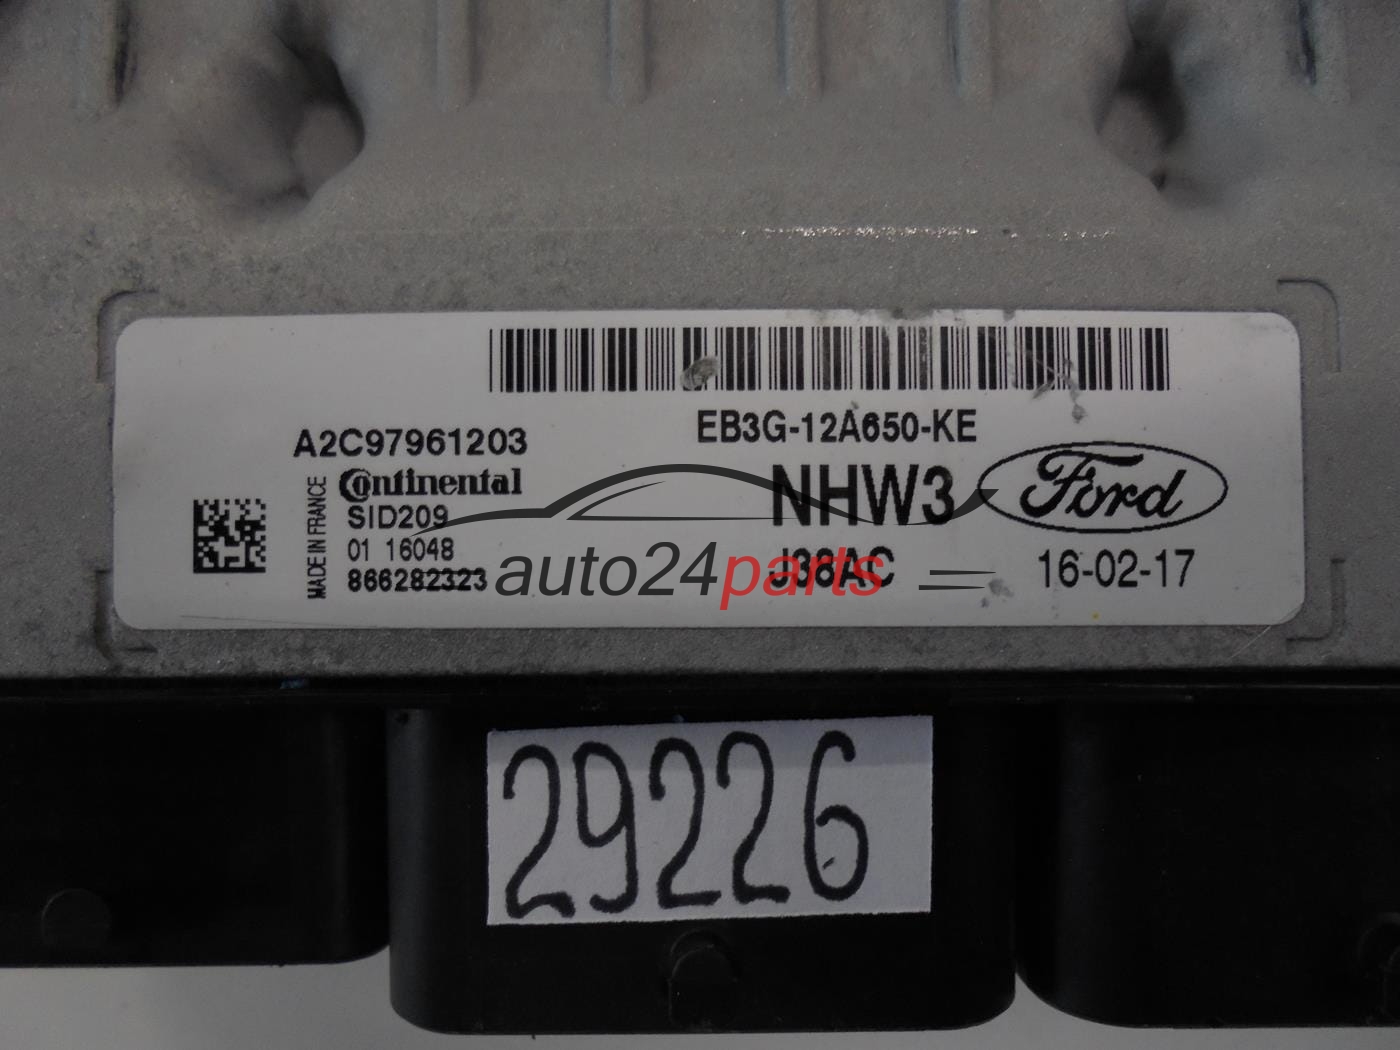 EB3G-12A650-KE
A2C97961203
Continental
SID209
01 16048
866282323
MADE IN FRANCE
NHW3
Ford
J38AC
16-02-17
auto24parts
29226